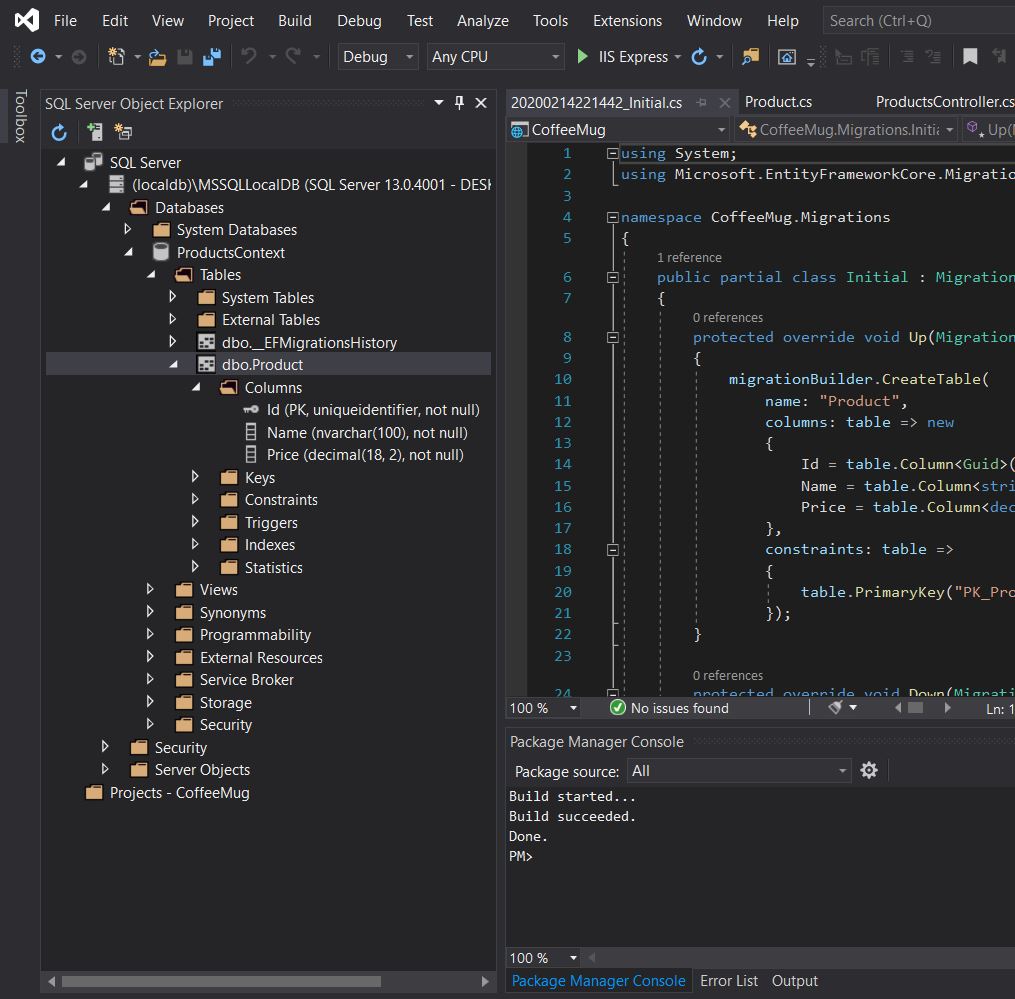 File Edit View Project Build Debug Test Analyze Tools Extensions Window Help Search (Ctrl+Q)
Debug Any CPU IIS Express
Toolbox
SQL Server Object Explorer
SQL Server
(localdb)\MSSQLLocalDB (SQL Server 13.0.4001 - DESK
Databases
System Databases
ProductsContext
Tables
System Tables
External Tables
dbo.__EFMigrationsHistory
dbo.Product
Columns
Id (PK, uniqueidentifier, not null)
Name (nvarchar(100), not null)
Price (decimal(18, 2), not null)
Keys
Constraints
Triggers
Indexes
Statistics
Views
Synonyms
Programmability
External Resources
Service Broker
Storage
Security
Security
Server Objects
Projects - CoffeeMug
20200214221442_Initial.cs Product.cs ProductsController.cs
CoffeeMug CoffeeMug.Migrations.Initia Up(
1 using System;
2 using Microsoft.EntityFrameworkCore.Migratio
3
4 namespace CoffeeMug.Migrations
5 {
1 reference
6 public partial class Initial : Migration
7 {
0 references
8 protected override void Up(Migration
9 {
10 migrationBuilder.CreateTable(
11 name: "Product",
12 columns: table => new
13 {
14 Id = table.Column<Guid>(
15 Name = table.Column<stri
16 Price = table.Column<dec
17 },
18 constraints: table =>
19 {
20 table.PrimaryKey("PK_Pro
21 });
22 }
23
0 references
24 protected override void Down(Migrati
100 % No issues found Ln: 1
Package Manager Console
Package source: All
Build started...
Build succeeded.
Done.
PM>
100 %
Package Manager Console Error List Output